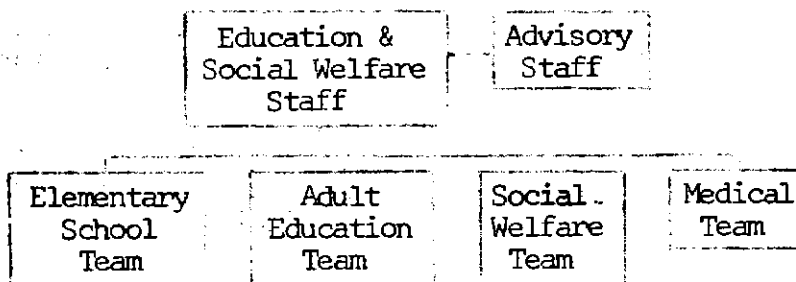 Education &
Social Welfare
Staff
Advisory
Staff
Elementary
School
Team
Adult
Education
Team
Social
Welfare
Team
Medical
Team